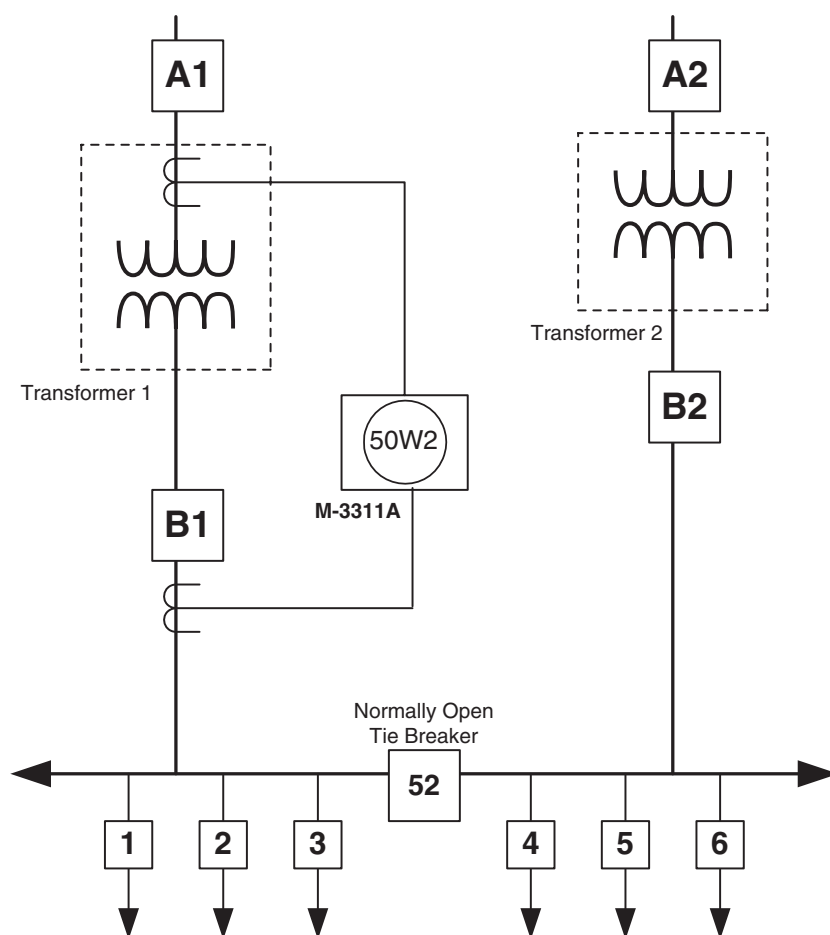 A1
A2
Transformer 1
Transformer 2
50W2
M-3311A
B1
B2
Normally Open
Tie Breaker
52
1
2
3
4
5
6